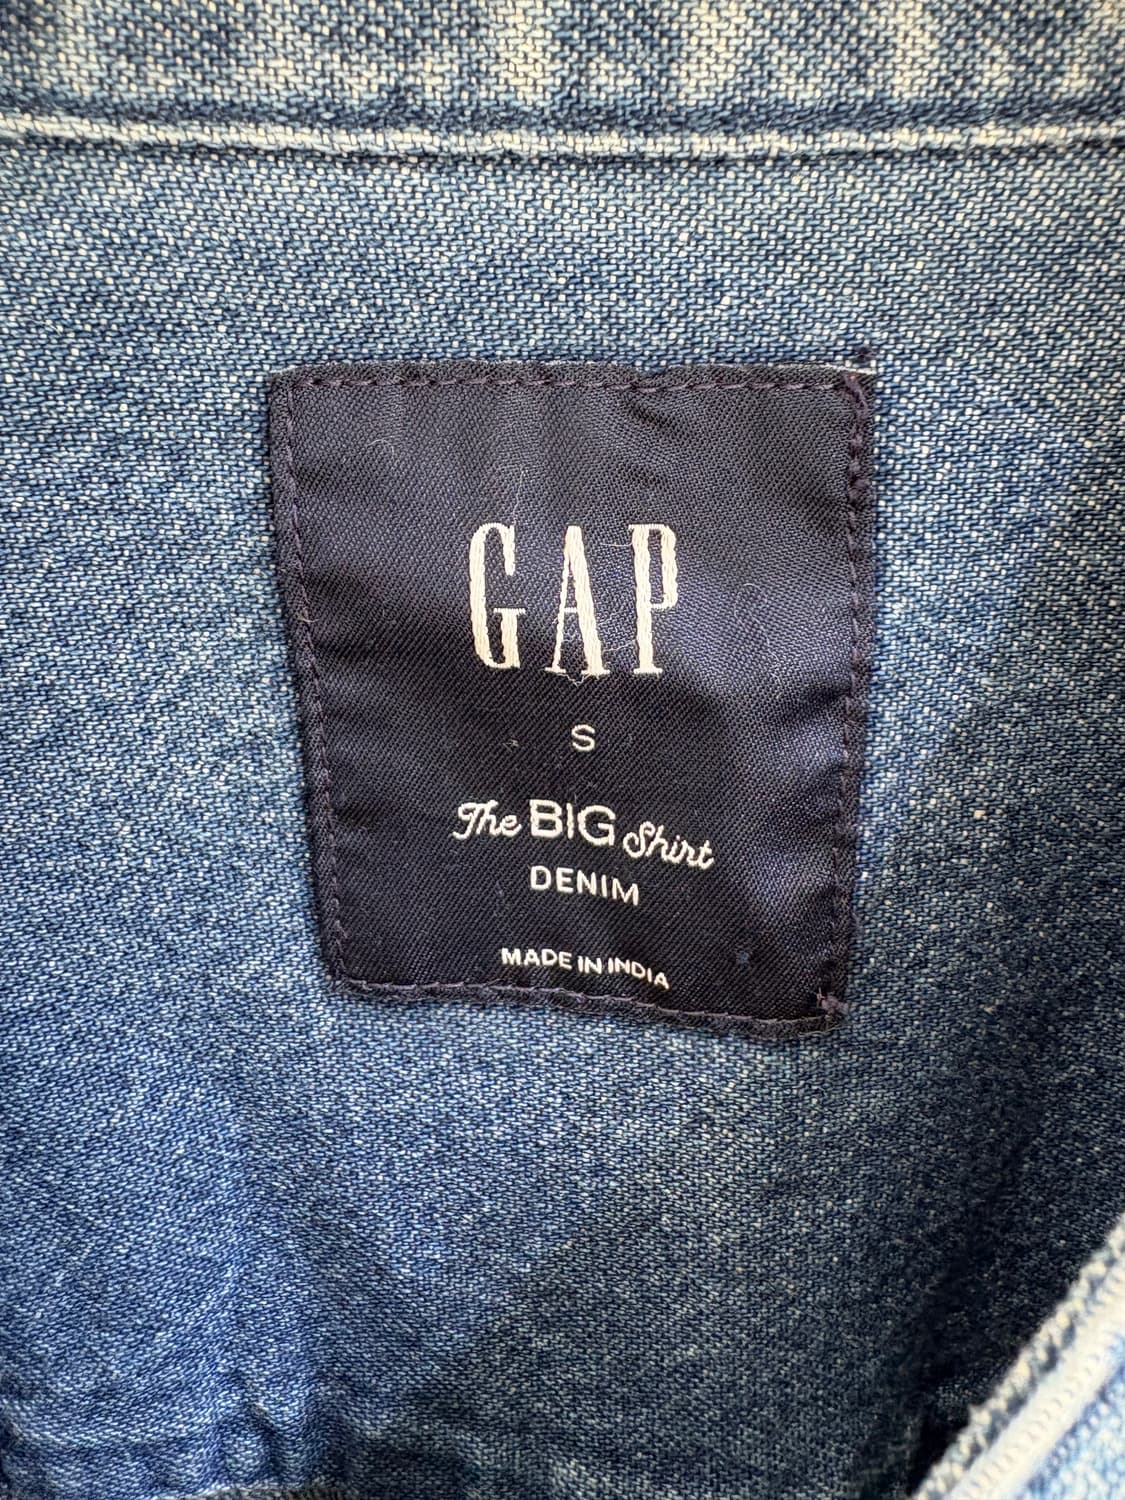 GAP
S
The BIG Shirt
DENIM
MADE IN INDIA